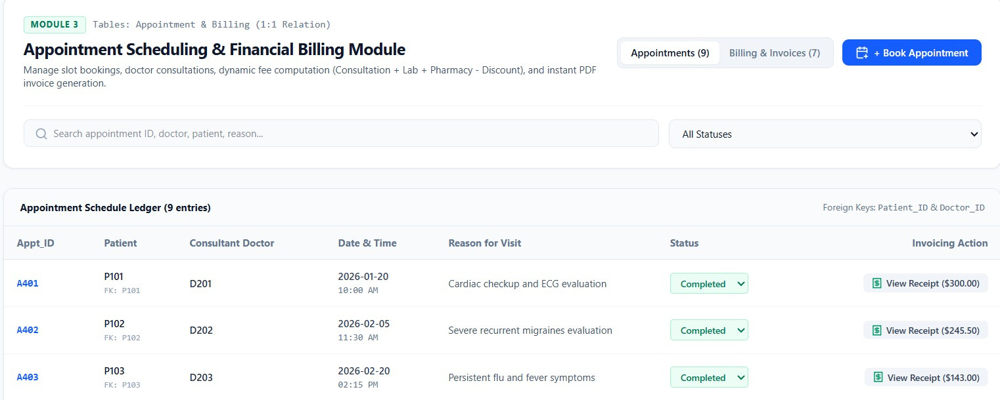 MODULE 3 Tables: Appointment & Billing (1:1 Relation)
Appointment Scheduling & Financial Billing Module
Manage slot bookings, doctor consultations, dynamic fee computation (Consultation + Lab + Pharmacy - Discount), and instant PDF
invoice generation.
Appointments (9) Billing & Invoices (7) + Book Appointment
Search appointment ID, doctor, patient, reason... All Statuses
Appointment Schedule Ledger (9 entries) Foreign Keys: Patient_ID & Doctor_ID
Appt_ID Patient Consultant Doctor Date & Time Reason for Visit Status Invoicing Action
A401 P101 FK: P101 D201 2026-01-20 10:00 AM Cardiac checkup and ECG evaluation Completed View Receipt ($300.00)
A402 P102 FK: P102 D202 2026-02-05 11:30 AM Severe recurrent migraines evaluation Completed View Receipt ($245.50)
A403 P103 FK: P103 D203 2026-02-20 02:15 PM Persistent flu and fever symptoms Completed View Receipt ($143.00)